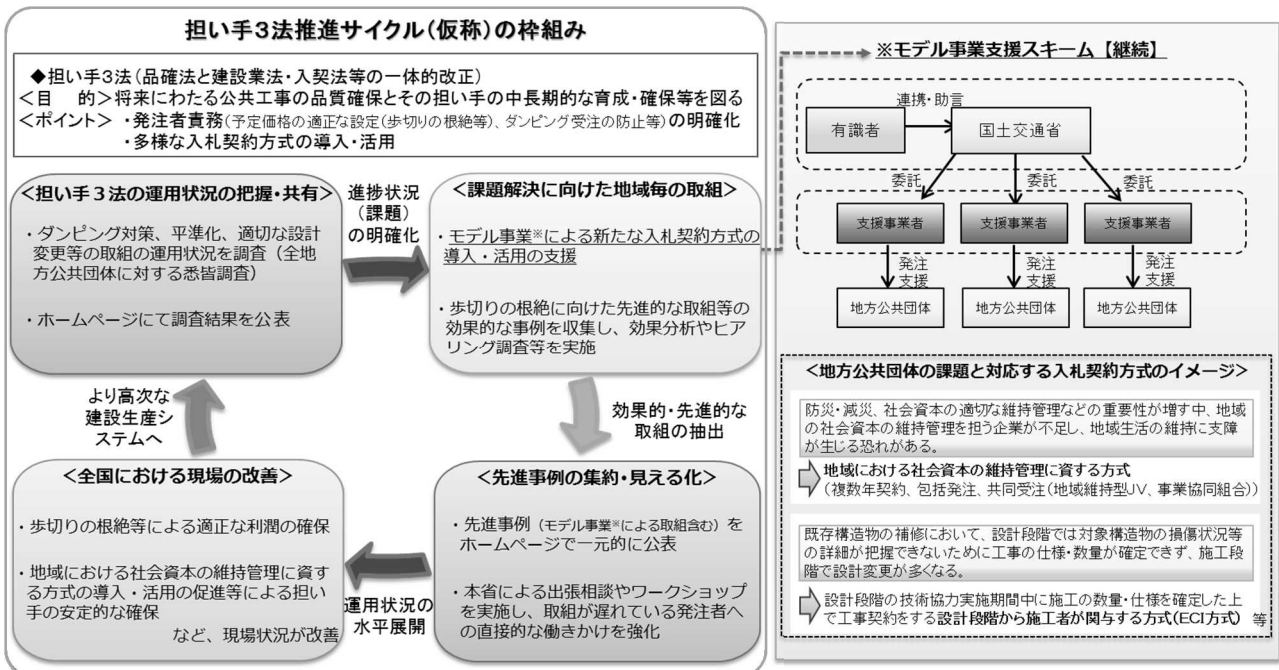 担い手３法推進サイクル（仮称）の枠組み
◆担い手３法（品確法と建設業法・入契法等の一体的改正）
＜目　的＞将来にわたる公共工事の品質確保とその担い手の中長期的な育成・確保等を図る
＜ポイント＞・発注者責務（予定価格の適正な設定（歩切りの根絶等）、ダンピング受注の防止等）の明確化
・多様な入札契約方式の導入・活用
＜担い手３法の運用状況の把握・共有＞
・ダンピング対策、平準化、適切な設計
変更等の取組の運用状況を調査（全地
方公共団体に対する悉皆調査）
・ホームページにて調査結果を公表
進捗状況
（課題）
の明確化
＜課題解決に向けた地域毎の取組＞
・モデル事業※による新たな入札契約方式の
導入・活用の支援
・歩切りの根絶に向けた先進的な取組等の
効果的な事例を収集し、効果分析やヒア
リング調査等を実施
効果的・先進的な
取組の抽出
＜先進事例の集約・見える化＞
・先進事例（モデル事業※による取組含む）を
ホームページで一元的に公表
・本省による出張相談やワークショップ
を実施し、取組が遅れている発注者へ
の直接的な働きかけを強化
運用状況の
水平展開
＜全国における現場の改善＞
・歩切りの根絶等による適正な利潤の確保
・地域における社会資本の維持管理に資す
る方式の導入・活用の促進等による担い
手の安定的な確保
など、現場状況が改善
より高次な
建設生産シ
ステムへ
※モデル事業支援スキーム【継続】
連携・助言
有識者
国土交通省
委託
委託
委託
支援事業者
支援事業者
支援事業者
発注
支援
発注
支援
発注
支援
地方公共団体
地方公共団体
地方公共団体
＜地方公共団体の課題と対応する入札契約方式のイメージ＞
防災・減災、社会資本の適切な維持管理などの重要性が増す中、地域
の社会資本の維持管理を担う企業が不足し、地域生活の維持に支障
が生じる恐れがある。
地域における社会資本の維持管理に資する方式
（複数年契約、包括発注、共同受注（地域維持型JV、事業協同組合））
既存構造物の補修において、設計段階では対象構造物の損傷状況等
の詳細が把握できないために工事の仕様・数量が確定できず、施工段
階で設計変更が多くなる。
設計段階の技術協力実施期間中に施工の数量・仕様を確定した上
で工事契約をする設計段階から施工者が関与する方式（ECI方式）　等